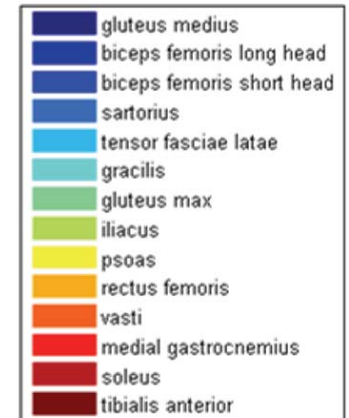 gluteus medius
biceps femoris long head
biceps femoris short head
sartorius
tensor fasciae latae
gracilis
gluteus max
iliacus
psoas
rectus femoris
vasti
medial gastrocnemius
soleus
tibialis anterior